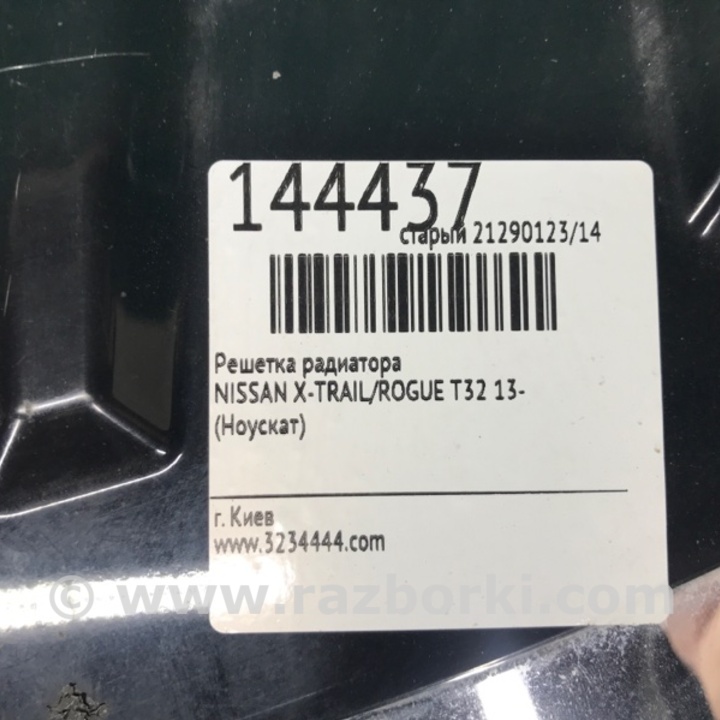 144437
старый 21290123/14
Решетка радиатора
NISSAN X-TRAIL/ROGUE T32 13-
(Ноускат)
г. Киев
www.3234444.com
© www.razborki.com